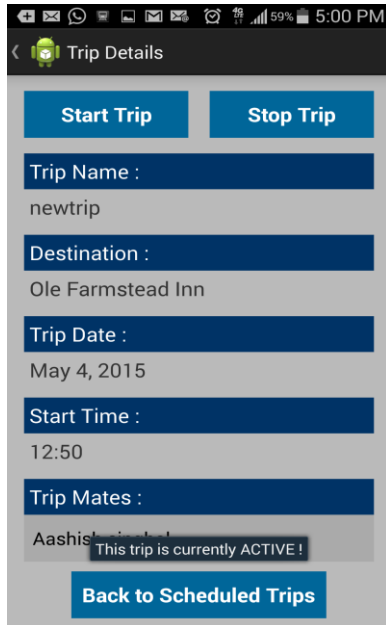 59% 5:00 PM
Trip Details
Start Trip Stop Trip
Trip Name :
newtrip
Destination :
Ole Farmstead Inn
Trip Date :
May 4, 2015
Start Time :
12:50
Trip Mates :
Aashish
This trip is currently ACTIVE !
Back to Scheduled Trips